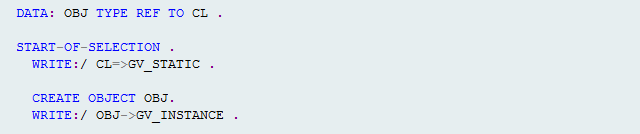 DATA: OBJ TYPE REF TO CL .
START-OF-SELECTION .
WRITE:/ CL=>GV_STATIC .
CREATE OBJECT OBJ.
WRITE:/ OBJ->GV_INSTANCE .